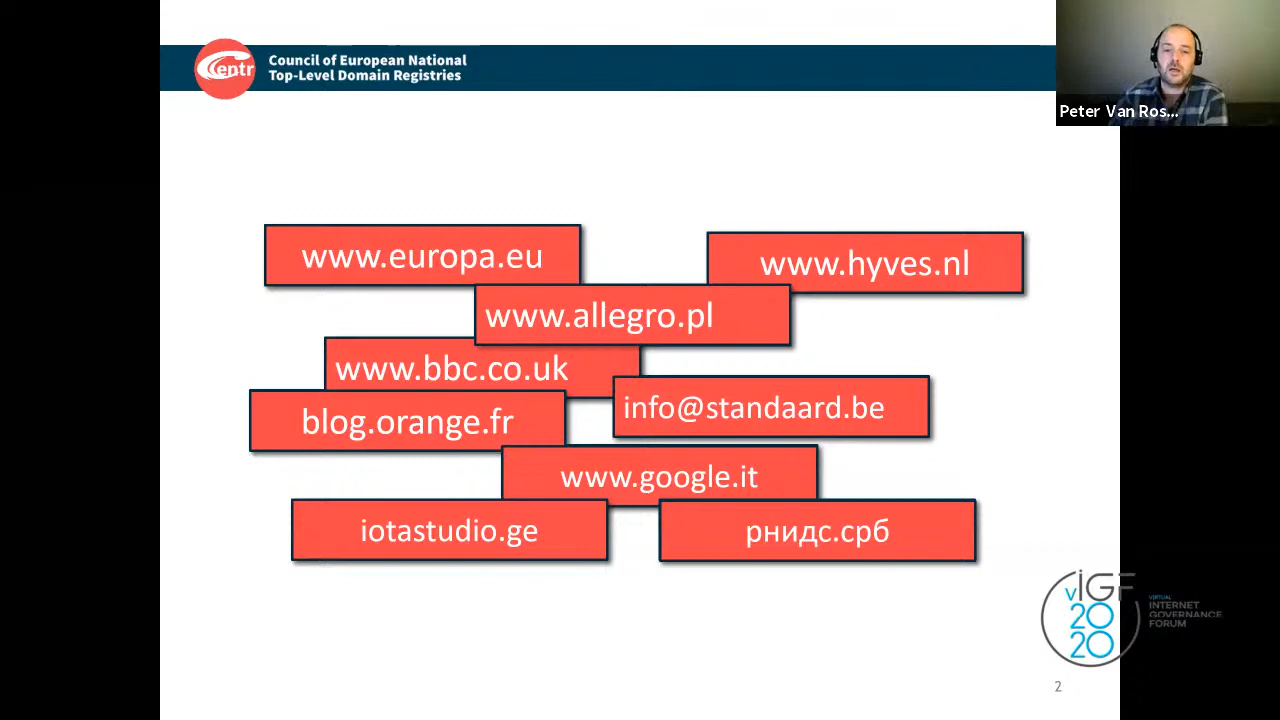 Centr
Council of European National
Top-Level Domain Registries
Peter Van Ros...
www.europa.eu
www.hyves.nl
www.allegro.pl
www.bbc.co.uk
info@standaard.be
blog.orange.fr
www.google.it
iotastudio.ge
рнидс.срб
vIGF
2020
VIRTUAL
INTERNET
GOVERNANCE
FORUM
2